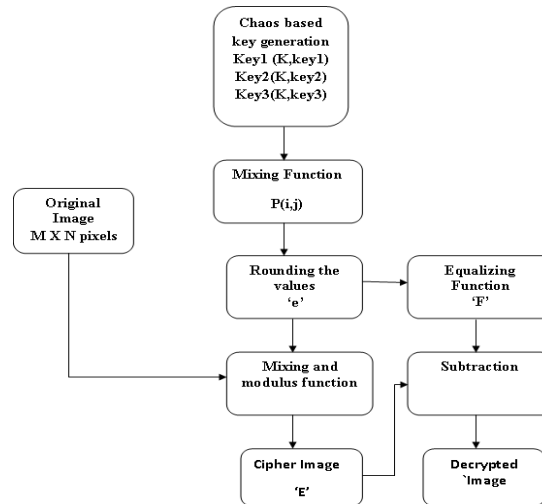 Chaos based
key generation
Key1 (K,key1)
Key2(K,key2)
Key3(K,key3)
Mixing Function
P(i,j)
Original
Image
M X N pixels
Rounding the
values
‘e’
Equalizing
Function
‘F’
Mixing and
modulus function
Subtraction
Cipher Image
‘E’
Decrypted
`Image